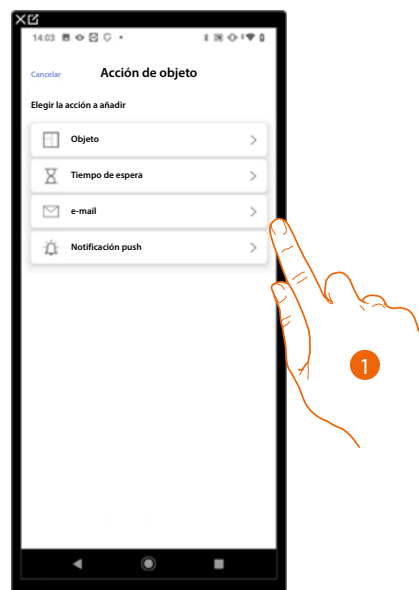 14:03
Cancelar Acción de objeto
Elegir la acción a añadir
Objeto
Tiempo de espera
e-mail
Notificación push
1